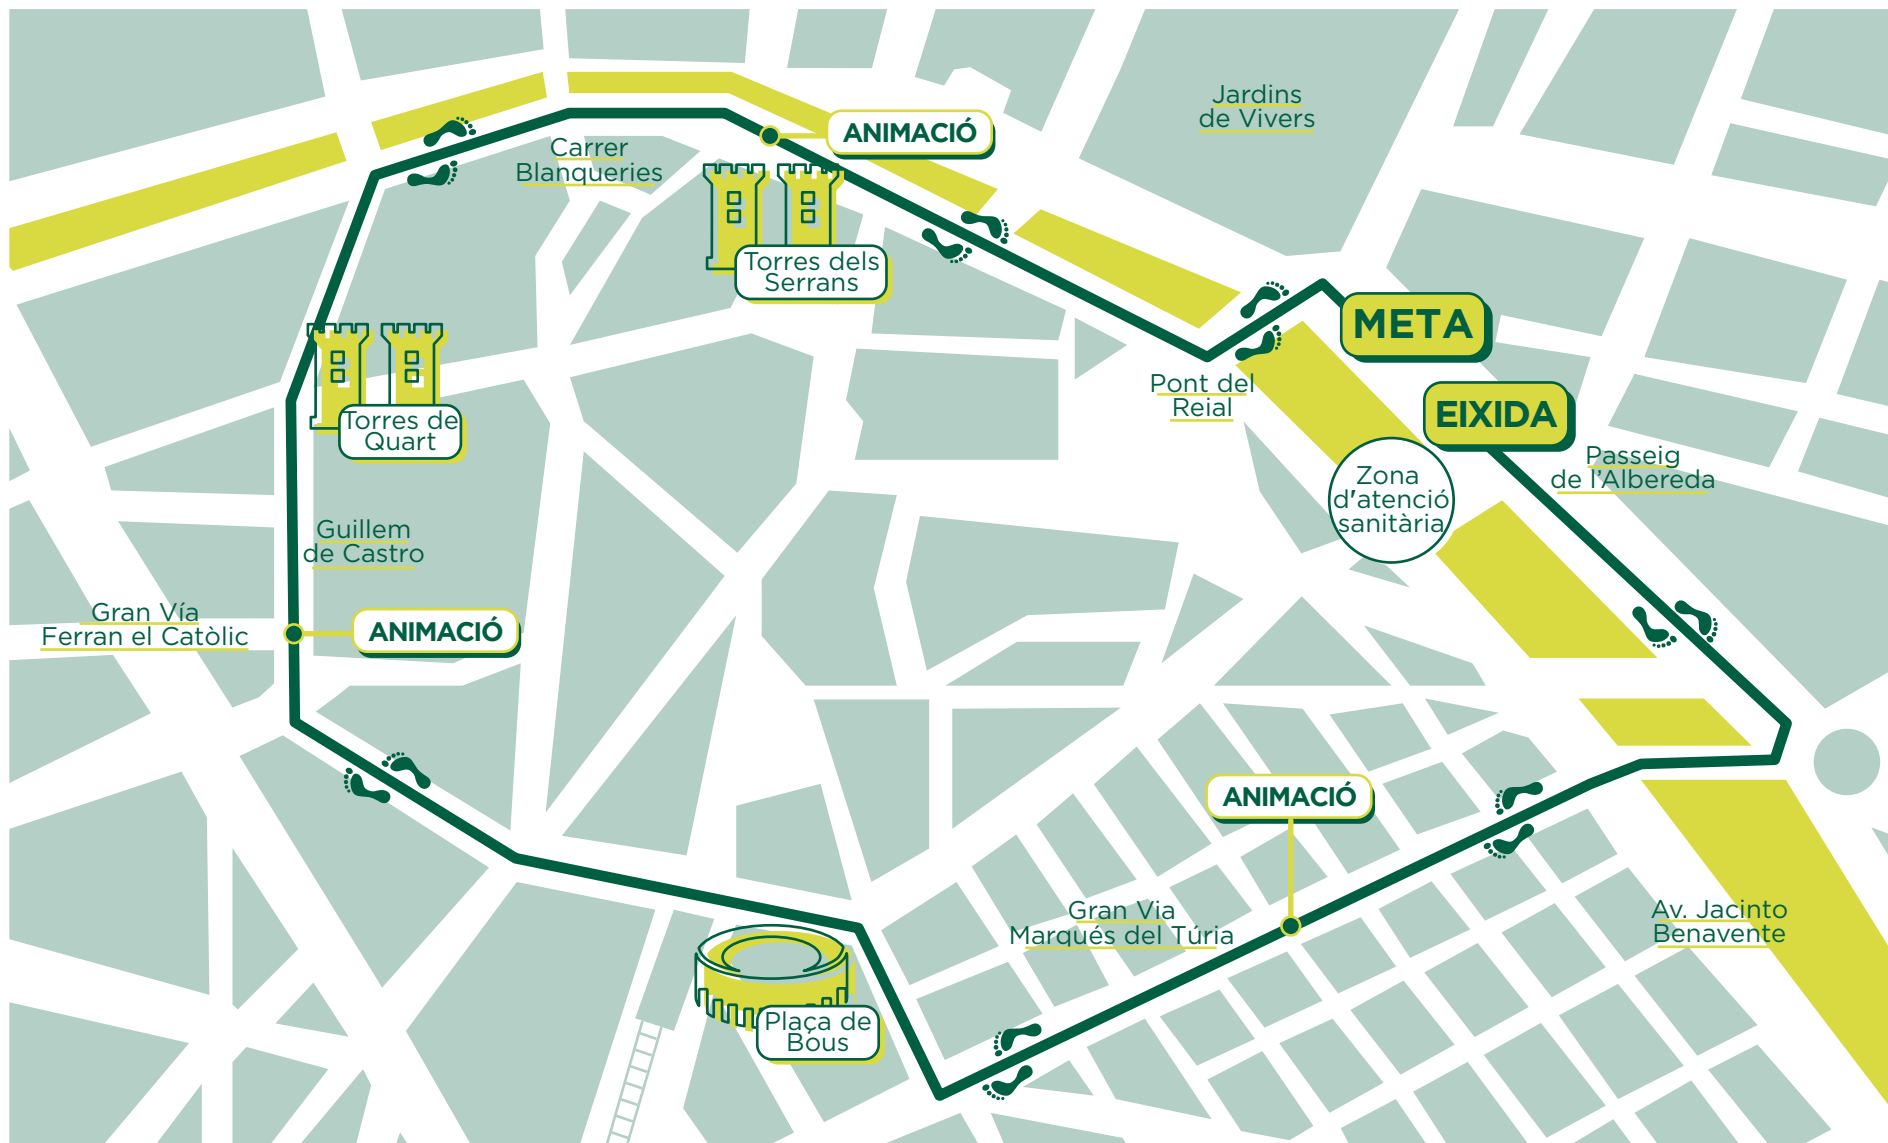 Jardins
de Vivers
ANIMACIÓ
Carrer
Blanqueries
Torres dels
Serrans
META
Pont del
Reial
EIXIDA
Torres de
Quart
Passeig
de l'Albereda
Zona
d'atenció
sanitària
Guillem
de Castro
Gran Vía
Ferran el Catòlic
ANIMACIÓ
ANIMACIÓ
Gran Via
Marqués del Túria
Av. Jacinto
Benavente
Plaça de
Bous